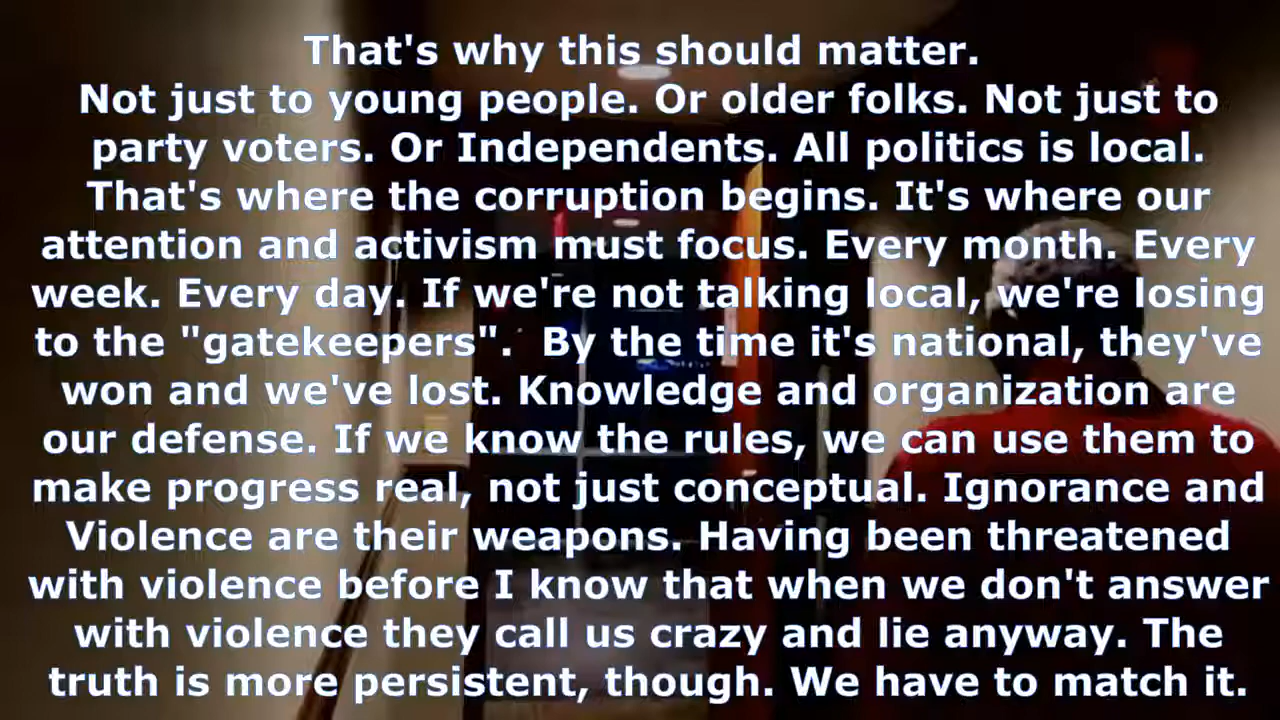 That's why this should matter.
Not just to young people. Or older folks. Not just to
party voters. Or Independents. All politics is local.
That's where the corruption begins. It's where our
attention and activism must focus. Every month. Every
week. Every day. If we're not talking local, we're losing
to the "gatekeepers".  By the time it's national, they've
won and we've lost. Knowledge and organization are
our defense. If we know the rules, we can use them to
make progress real, not just conceptual. Ignorance and
Violence are their weapons. Having been threatened
with violence before I know that when we don't answer
with violence they call us crazy and lie anyway. The
truth is more persistent, though. We have to match it.